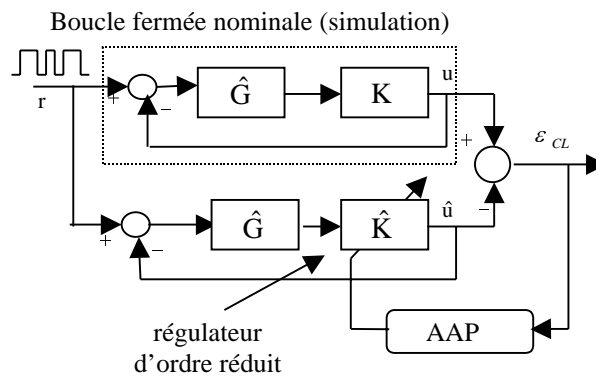 Boucle fermée nominale (simulation)
r
+
−
Ĝ
K
u
+
ε CL
−
+
−
Ĝ
K̂
û
régulateur
d'ordre réduit
AAP